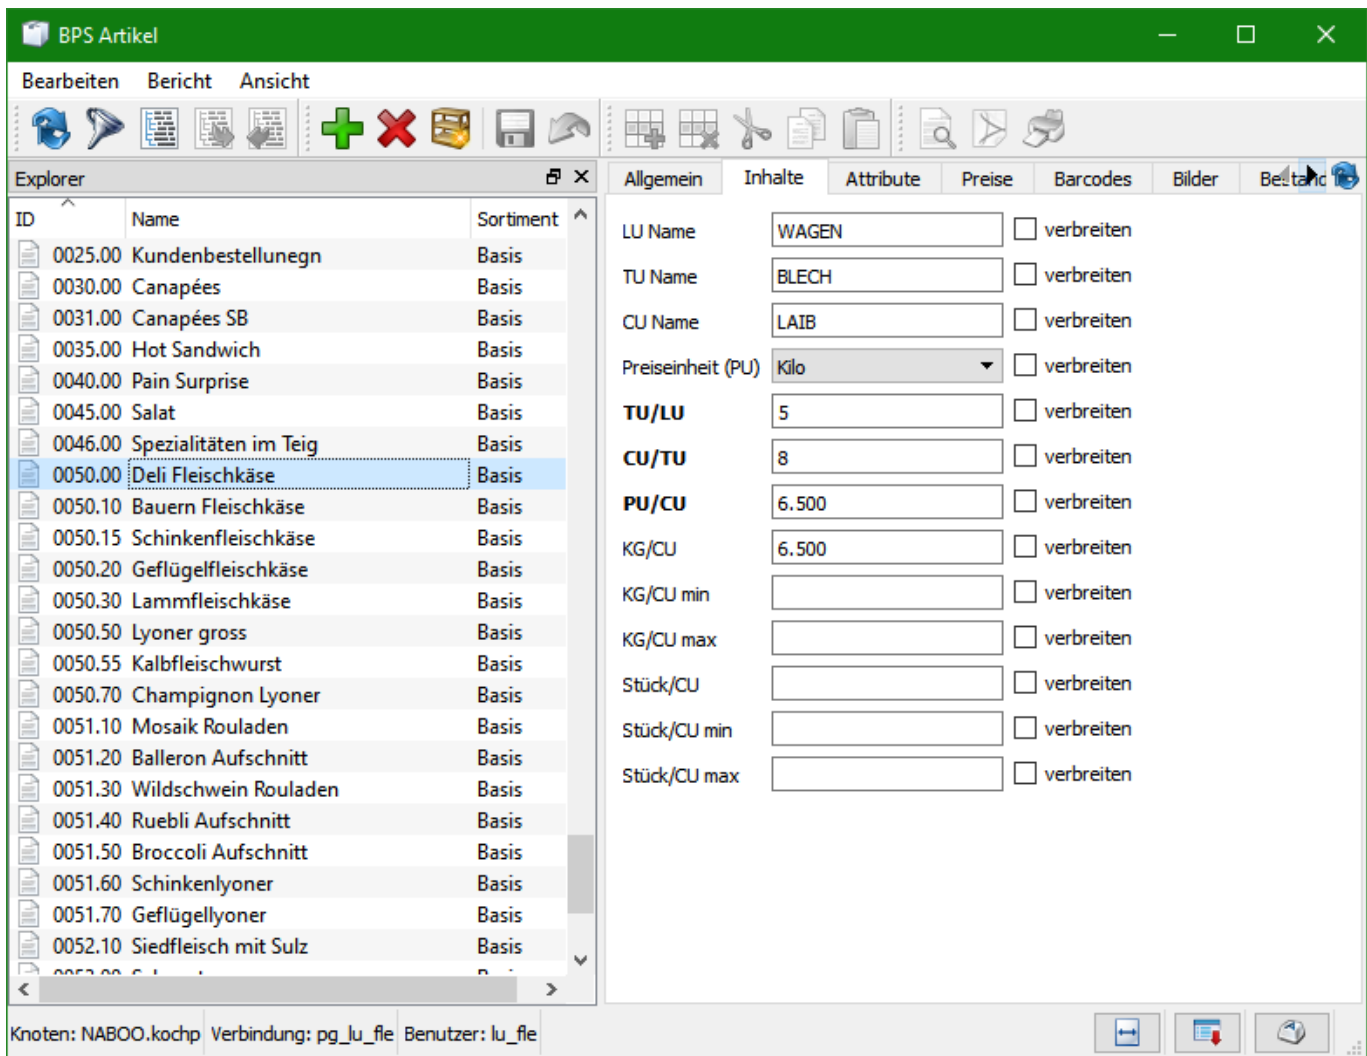 BPS Artikel
Bearbeiten Bericht Ansicht
Explorer
ID Name Sortiment
0025.00 Kundenbestellunegn Basis
0030.00 Canapées Basis
0031.00 Canapées SB Basis
0035.00 Hot Sandwich Basis
0040.00 Pain Surprise Basis
0045.00 Salat Basis
0046.00 Spezialitäten im Teig Basis
0050.00 Deli Fleischkäse Basis
0050.10 Bauern Fleischkäse Basis
0050.15 Schinkenfleischkäse Basis
0050.20 Geflügelfleischkäse Basis
0050.30 Lammfleischkäse Basis
0050.50 Lyoner gross Basis
0050.55 Kalbfleischwurst Basis
0050.70 Champignon Lyoner Basis
0051.10 Mosaik Rouladen Basis
0051.20 Balleron Aufschnitt Basis
0051.30 Wildschwein Rouladen Basis
0051.40 Ruebli Aufschnitt Basis
0051.50 Broccoli Aufschnitt Basis
0051.60 Schinkenlyoner Basis
0051.70 Geflügellyoner Basis
0052.10 Siedfleisch mit Sulz Basis
Allgemein Inhalte Attribute Preise Barcodes Bilder Bestand
LU Name WAGEN verbreiten
TU Name BLECH verbreiten
CU Name LAIB verbreiten
Preiseinheit (PU) Kilo verbreiten
TU/LU 5 verbreiten
CU/TU 8 verbreiten
PU/CU 6.500 verbreiten
KG/CU 6.500 verbreiten
KG/CU min verbreiten
KG/CU max verbreiten
Stück/CU verbreiten
Stück/CU min verbreiten
Stück/CU max verbreiten
Knoten: NABOO.kochp Verbindung: pg_lu_fle Benutzer: lu_fle